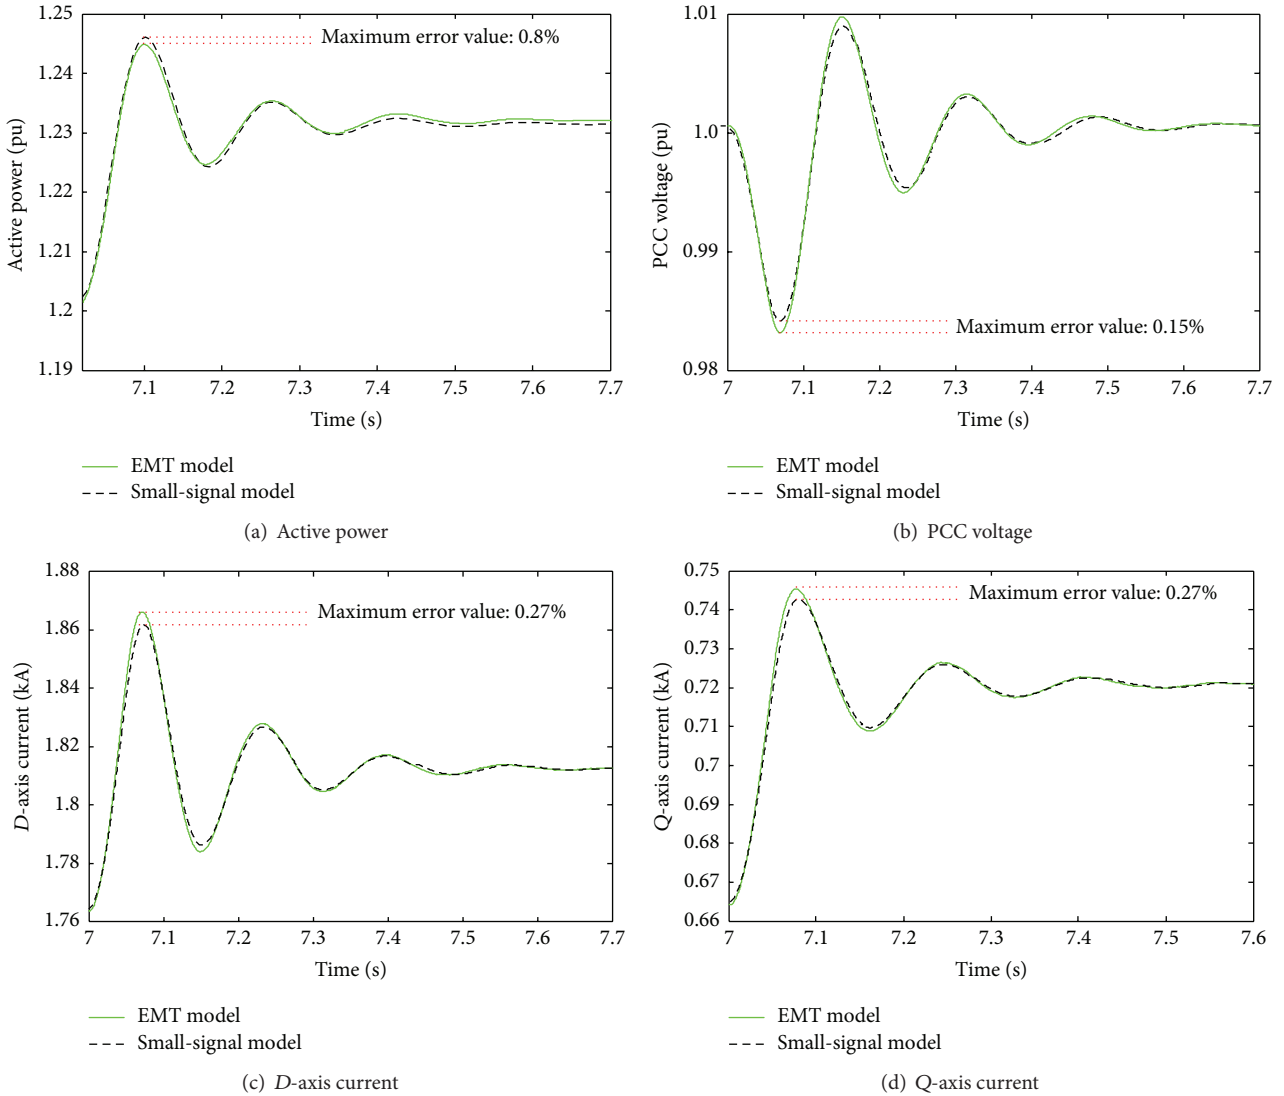 1.25
1.24
1.23
1.22
1.21
1.2
1.19
Active power (pu)
Maximum error value: 0.8%
7.1 7.2 7.3 7.4 7.5 7.6 7.7
Time (s)
EMT model
Small-signal model
(a) Active power
1.01
1.0
0.99
0.98
PCC voltage (pu)
Maximum error value: 0.15%
7 7.1 7.2 7.3 7.4 7.5 7.6 7.7
Time (s)
EMT model
Small-signal model
(b) PCC voltage
1.88
1.86
1.84
1.82
1.8
1.78
1.76
D-axis current (kA)
Maximum error value: 0.27%
7 7.1 7.2 7.3 7.4 7.5 7.6 7.7
Time (s)
EMT model
Small-signal model
(c) D-axis current
0.75
0.74
0.73
0.72
0.71
0.7
0.69
0.68
0.67
0.66
Q-axis current (kA)
Maximum error value: 0.27%
7 7.1 7.2 7.3 7.4 7.5 7.6
Time (s)
EMT model
Small-signal model
(d) Q-axis current